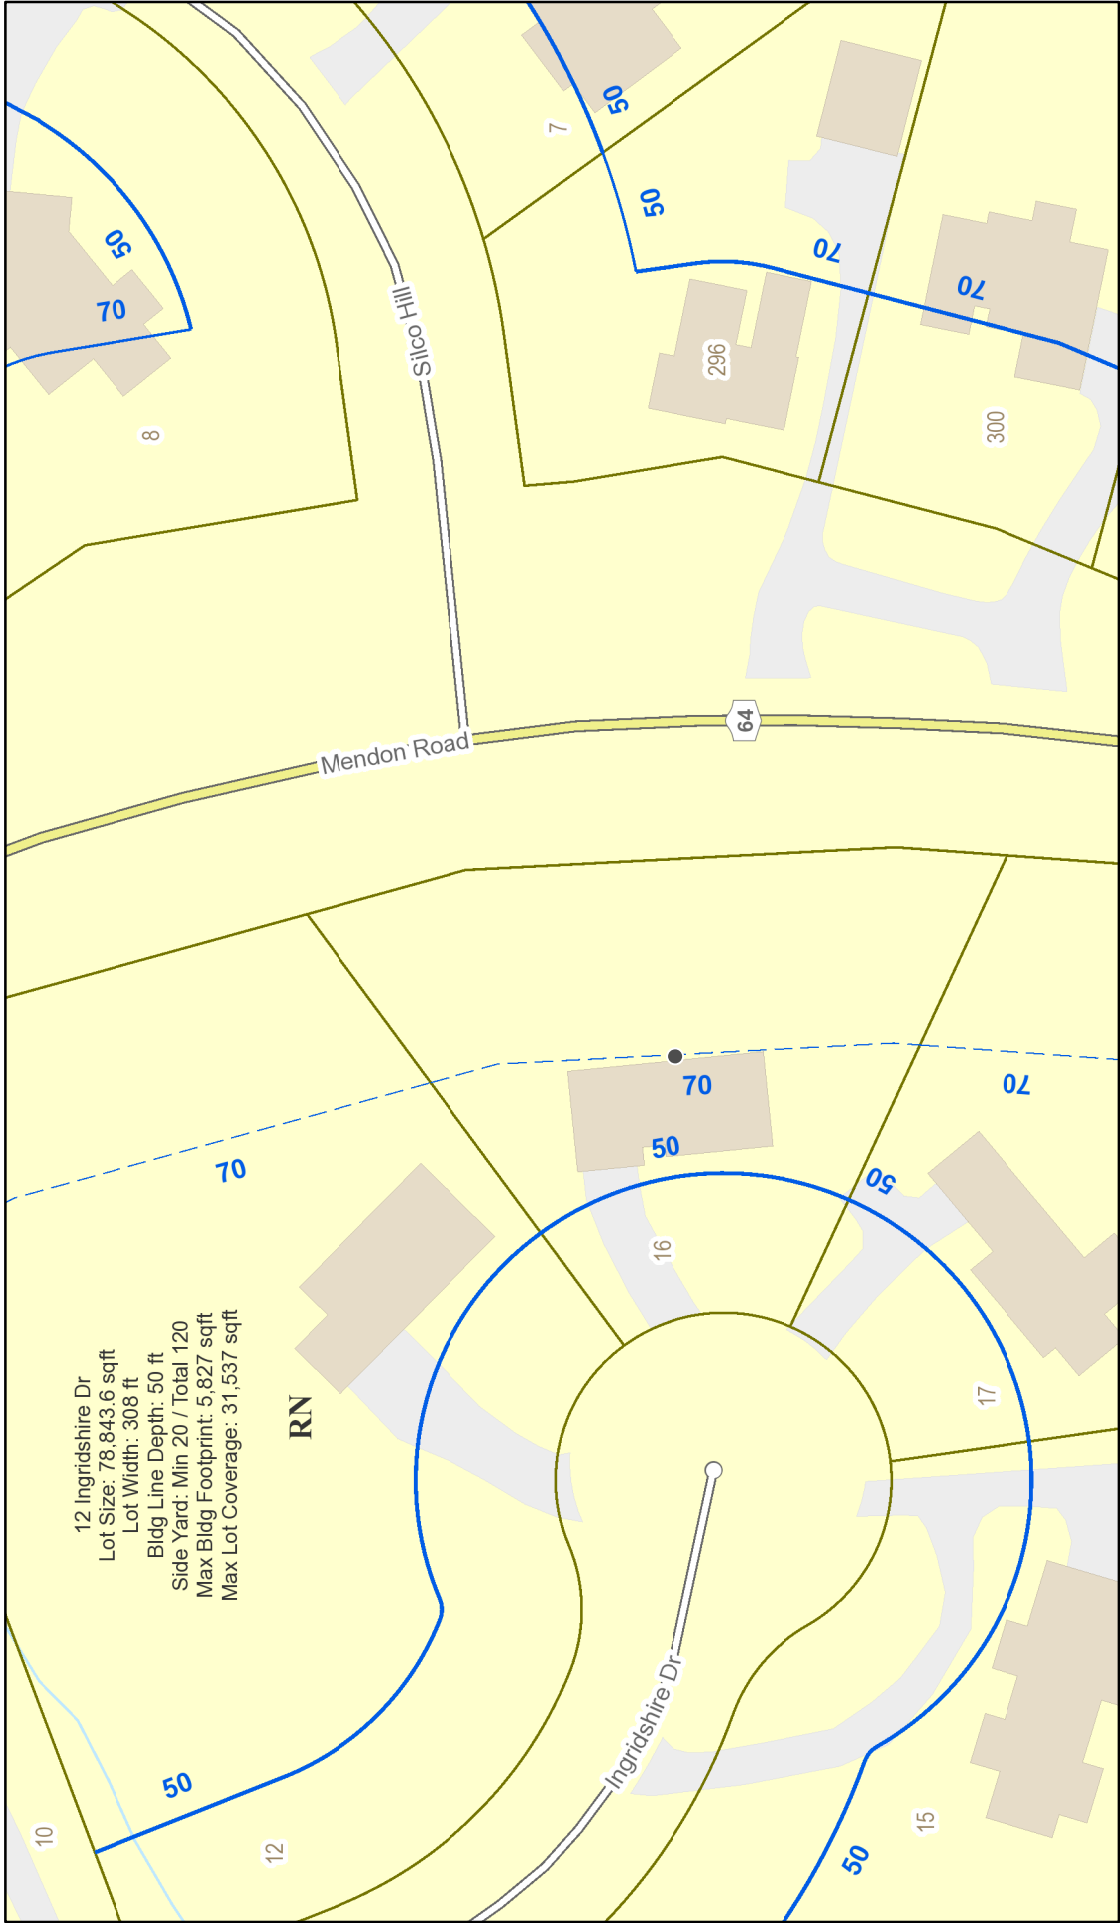 12 Ingridshire Dr
Lot Size: 78,843.6 sqft
Lot Width: 308 ft
Bldg Line Depth: 50 ft
Side Yard: Min 20 / Total 120
Max Bldg Footprint: 5,827 sqft
Max Lot Coverage: 31,537 sqft
RN
10
12
50
70
Ingridshire Dr
15
50
16
50
70
17
50
70
Mendon Road
64
Silco Hill
8
70
50
7
50
50
296
70
300
70